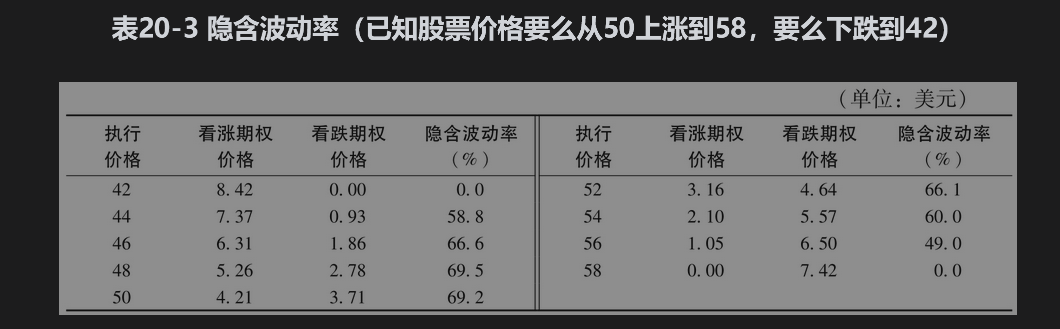 表20-3 隐含波动率（已知股票价格要么从50上涨到58，要么下跌到42）
（单位：美元）
执行 看涨期权 看跌期权 隐含波动率 执行 看涨期权 看跌期权 隐含波动率
价格 价格 价格 （%） 价格 价格 价格 （%）
42 8.42 0.00 0.0 52 3.16 4.64 66.1
44 7.37 0.93 58.8 54 2.10 5.57 60.0
46 6.31 1.86 66.6 56 1.05 6.50 49.0
48 5.26 2.78 69.5 58 0.00 7.42 0.0
50 4.21 3.71 69.2